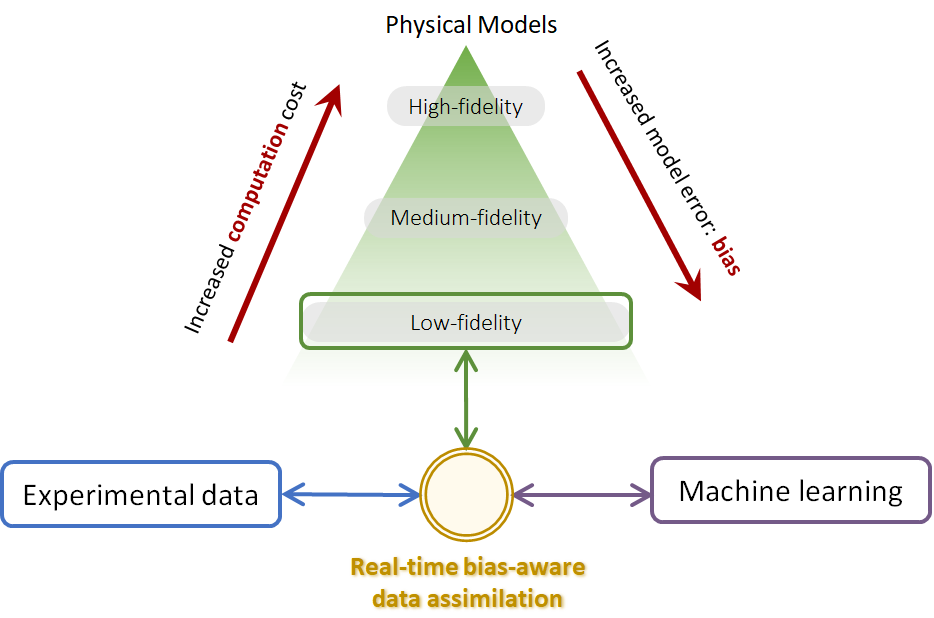 Physical Models
Increased computation cost
Increased model error: bias
High-fidelity
Medium-fidelity
Low-fidelity
Experimental data
Machine learning
Real-time bias-aware
data assimilation